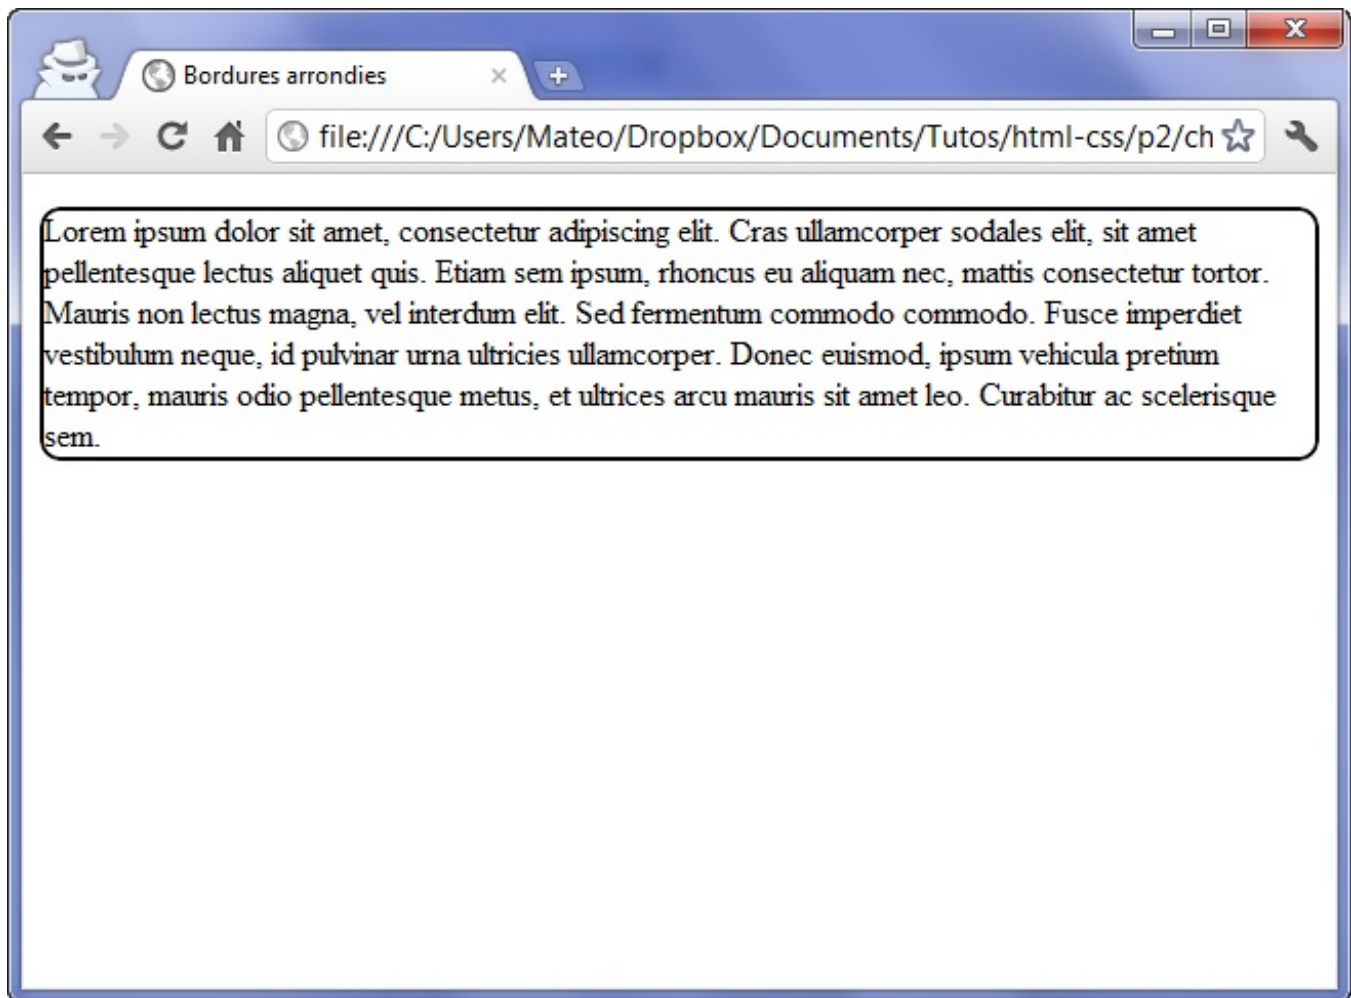 Bordures arrondies
file:///C:/Users/Mateo/Dropbox/Documents/Tutos/html-css/p2/ch
Lorem ipsum dolor sit amet, consectetur adipiscing elit. Cras ullamcorper sodales elit, sit amet
pellentesque lectus aliquet quis. Etiam sem ipsum, rhoncus eu aliquam nec, mattis consectetur tortor.
Mauris non lectus magna, vel interdum elit. Sed fermentum commodo commodo. Fusce imperdiet
vestibulum neque, id pulvinar urna ultricies ullamcorper. Donec euismod, ipsum vehicula pretium
tempor, mauris odio pellentesque metus, et ultrices arcu mauris sit amet leo. Curabitur ac scelerisque
sem.